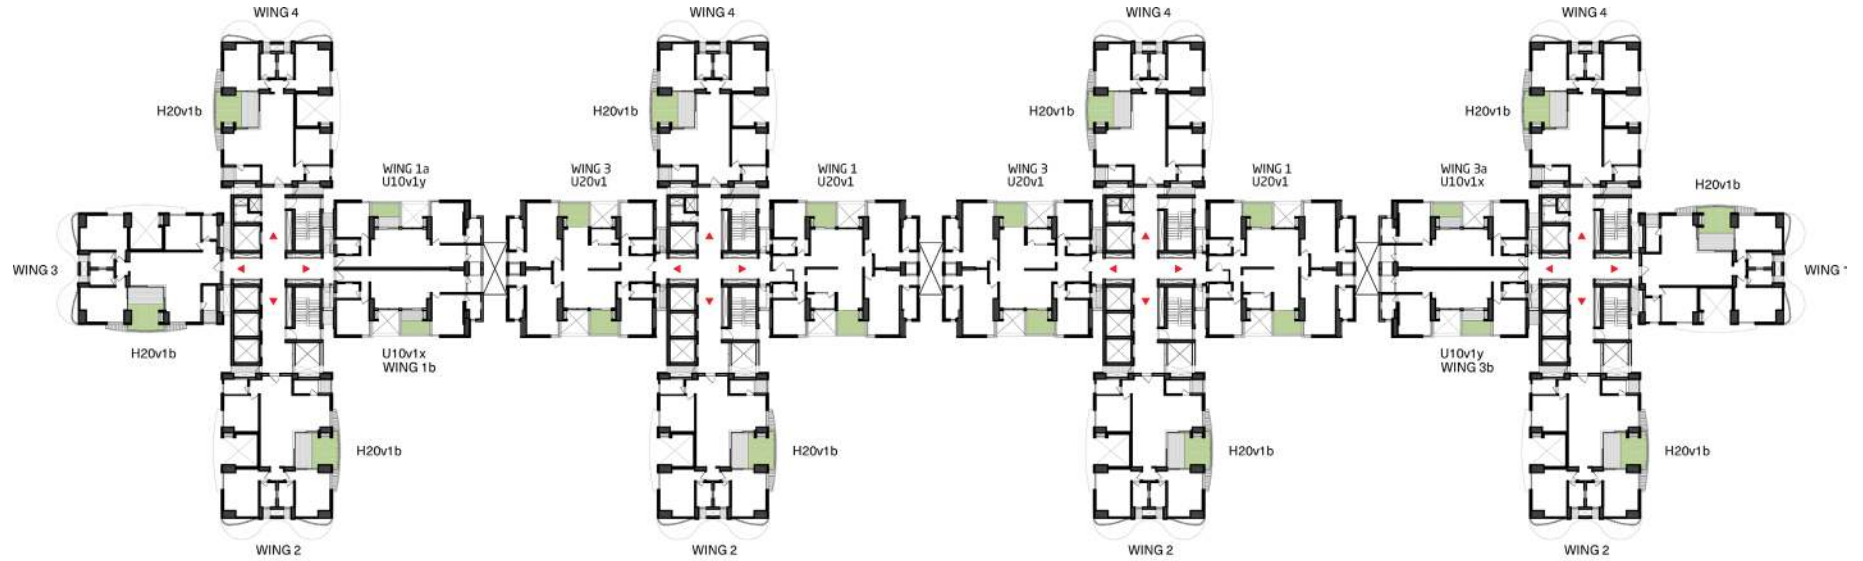 WING 4
WING 4
WING 4
WING 4
H20v1b
H20v1b
H20v1b
H20v1b
WING 1a
U10v1y
WING 3
U20v1
WING 1
U20v1
WING 3
U20v1
WING 1
U20v1
WING 3a
U10v1x
H20v1b
WING 3
WING
H20v1b
U10v1x
WING 1b
U10v1y
WING 3b
H20v1b
H20v1b
H20v1b
H20v1b
WING 2
WING 2
WING 2
WING 2